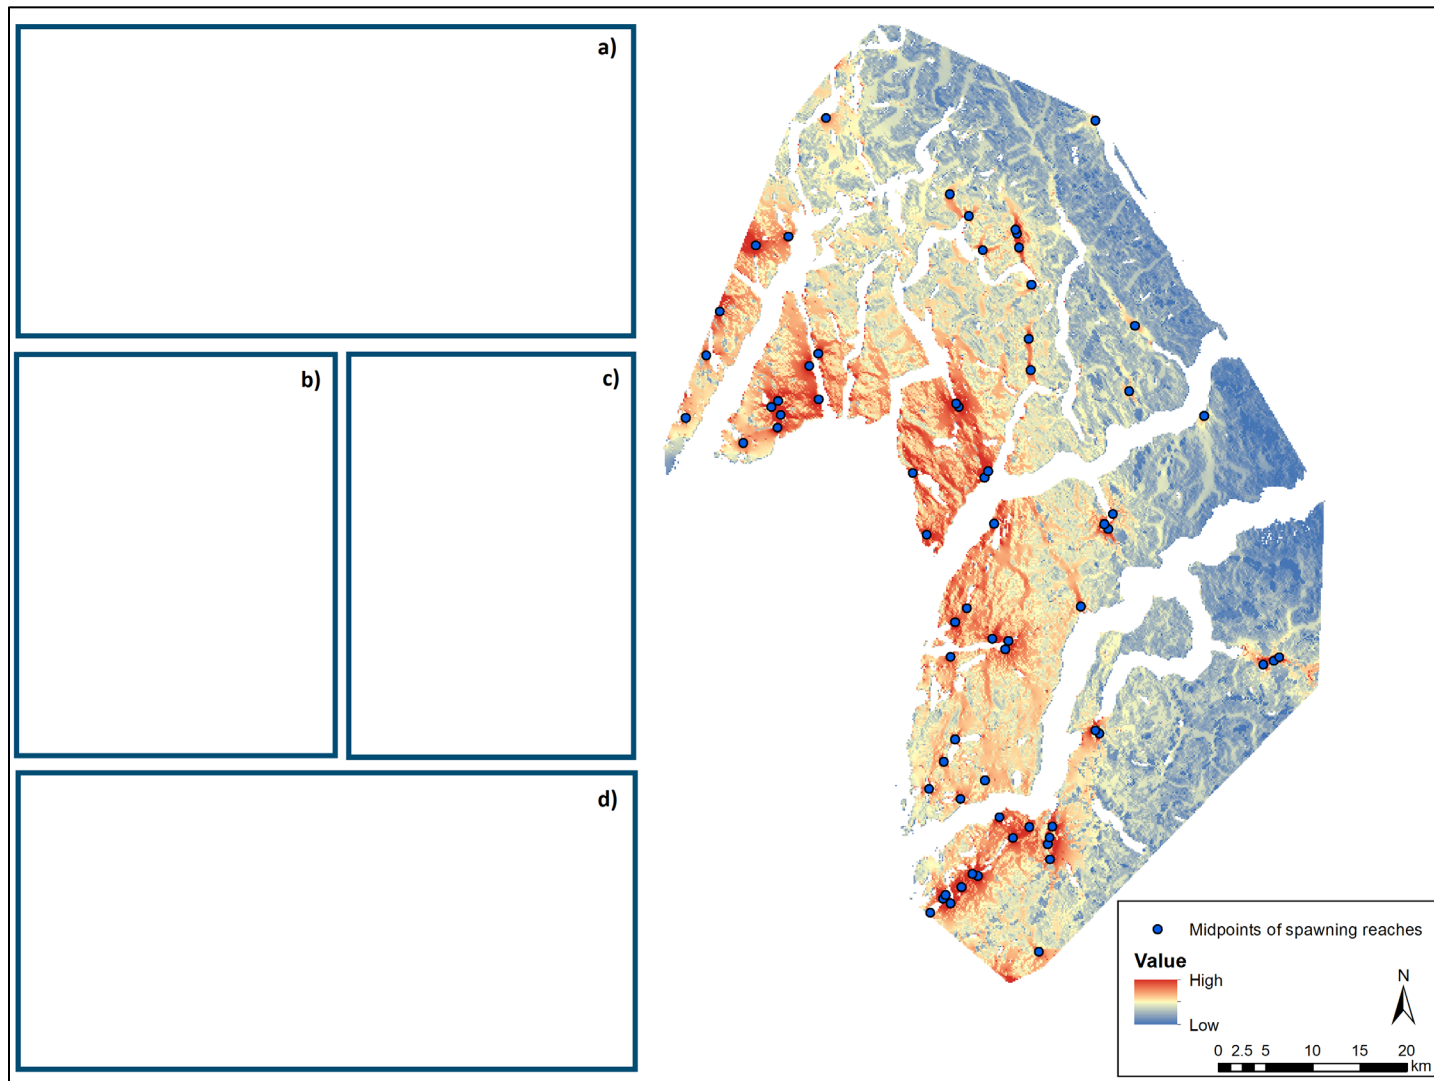 a)
b)
c)
d)
Midpoints of spawning reaches
Value
High
Low
N
0 2.5 5 10 15 20
km